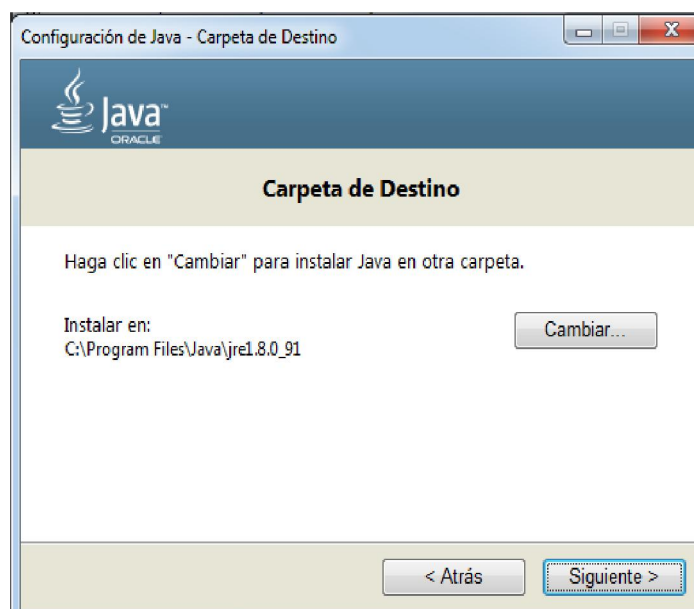 Configuración de Java - Carpeta de Destino
Java™
ORACLE
Carpeta de Destino
Haga clic en "Cambiar" para instalar Java en otra carpeta.
Instalar en:
C:\Program Files\Java\jre1.8.0_91
Cambiar...
< Atrás
Siguiente >